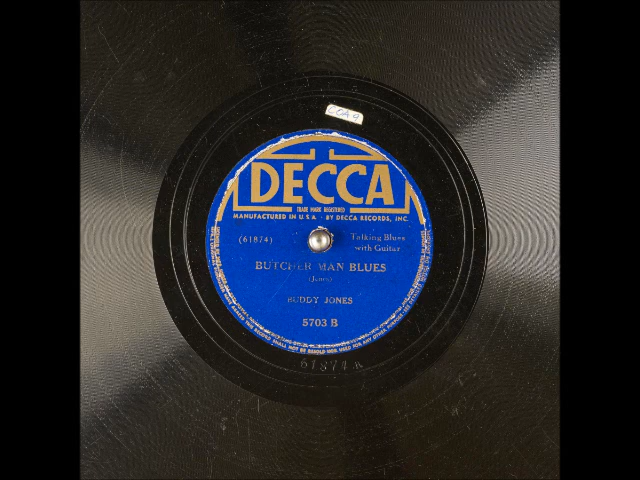 COA9
DECCA
TRADE MARK REGISTERED
MANUFACTURED IN U.S.A. · BY DECCA RECORDS, INC.
(61874)
Talking Blues
with Guitar
BUTCHER MAN BLUES
(Jones)
BUDDY JONES
5703 B
61874 A